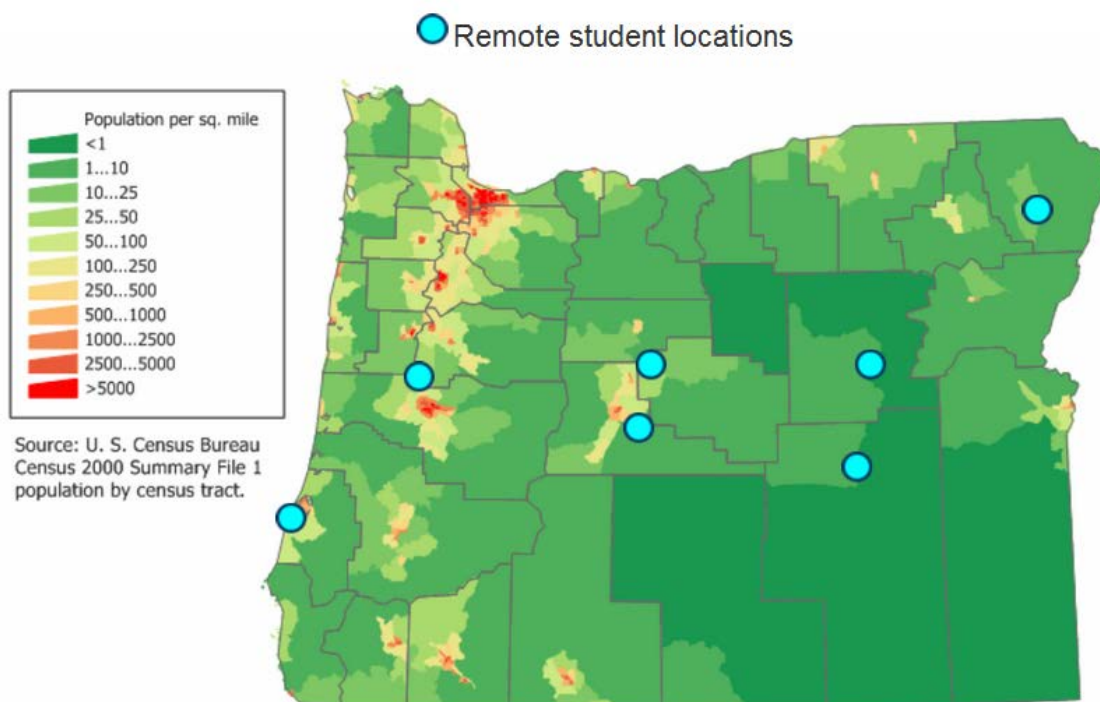 Remote student locations
Population per sq. mile
<1
1...10
10...25
25...50
50...100
100...250
250...500
500...1000
1000...2500
2500...5000
>5000
Source: U. S. Census Bureau
Census 2000 Summary File 1
population by census tract.